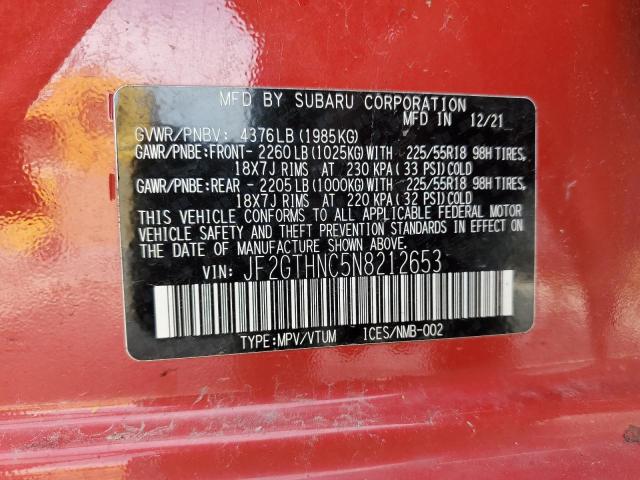 MFD BY SUBARU CORPORATION
MFD IN 12/21
GVWR/PNBV: 4376LB (1985KG)
GAWR/PNBE:FRONT- 2260LB (1025KG)WITH 225/55R18 98H TIRES,
18X7J RIMS AT 230 KPA( 33 PSI)COLD
GAWR/PNBE:REAR - 2205LB (1000KG)WITH 225/55R18 98H TIRES,
18X7J RIMS AT 220 KPA( 32 PSI)COLD
THIS VEHICLE CONFORMS TO ALL APPLICABLE FEDERAL MOTOR
VEHICLE SAFETY AND THEFT PREVENTION STANDARDS IN EFFECT ON
THE DATE OF MANUFACTURE SHOWN ABOVE.
VIN: JF2GTHNC5N8212653
TYPE:MPV/VTUM ICES/NMB-002